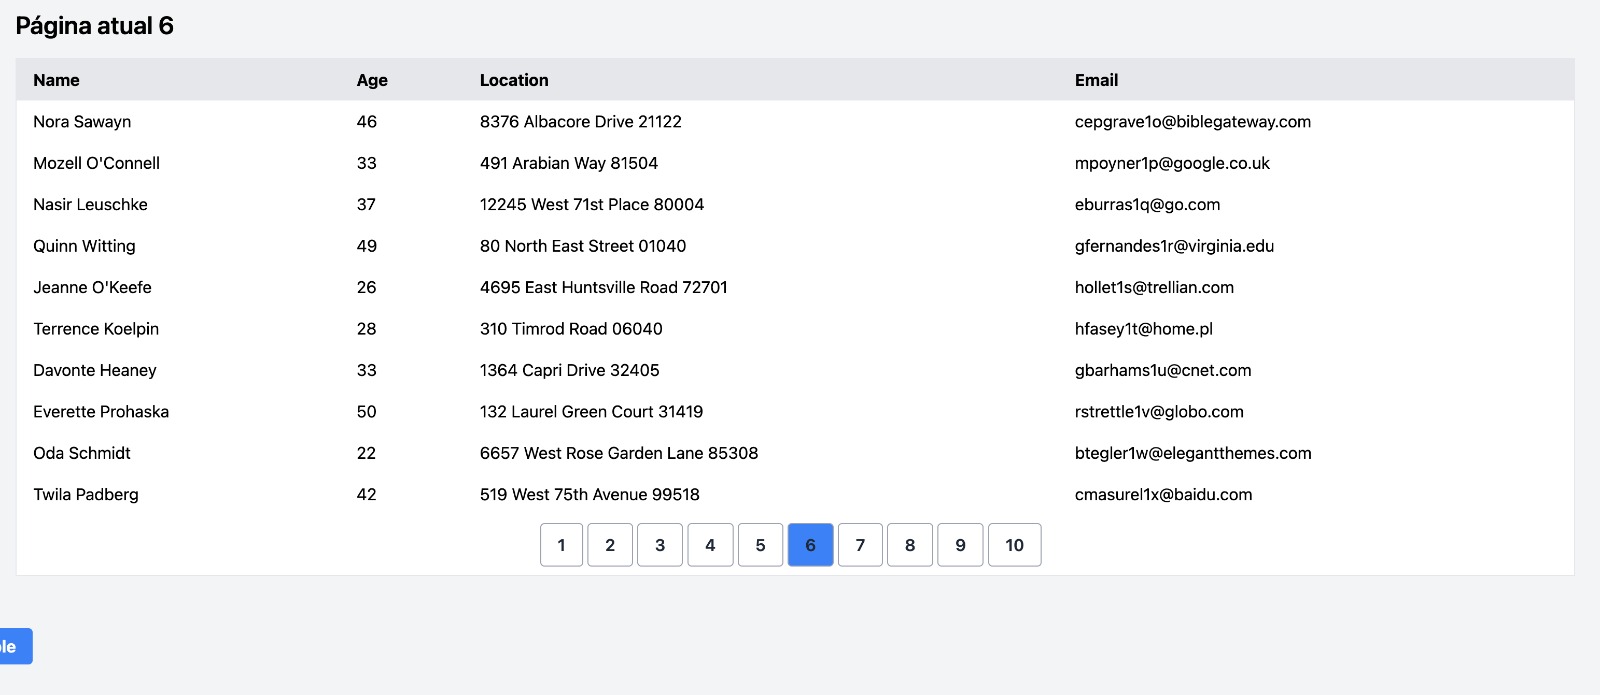 Página atual 6
Name Age Location Email
Nora Sawayn 46 8376 Albacore Drive 21122 cepgrave1o@biblegateway.com
Mozell O'Connell 33 491 Arabian Way 81504 mpoyner1p@google.co.uk
Nasir Leuschke 37 12245 West 71st Place 80004 eburras1q@go.com
Quinn Witting 49 80 North East Street 01040 gfernandes1r@virginia.edu
Jeanne O'Keefe 26 4695 East Huntsville Road 72701 hollet1s@trellian.com
Terrence Koelpin 28 310 Timrod Road 06040 hfasey1t@home.pl
Davonte Heaney 33 1364 Capri Drive 32405 gbarhams1u@cnet.com
Everette Prohaska 50 132 Laurel Green Court 31419 rstrettle1v@globo.com
Oda Schmidt 22 6657 West Rose Garden Lane 85308 btegler1w@elegantthemes.com
Twila Padberg 42 519 West 75th Avenue 99518 cmasurel1x@baidu.com
1 2 3 4 5 6 7 8 9 10